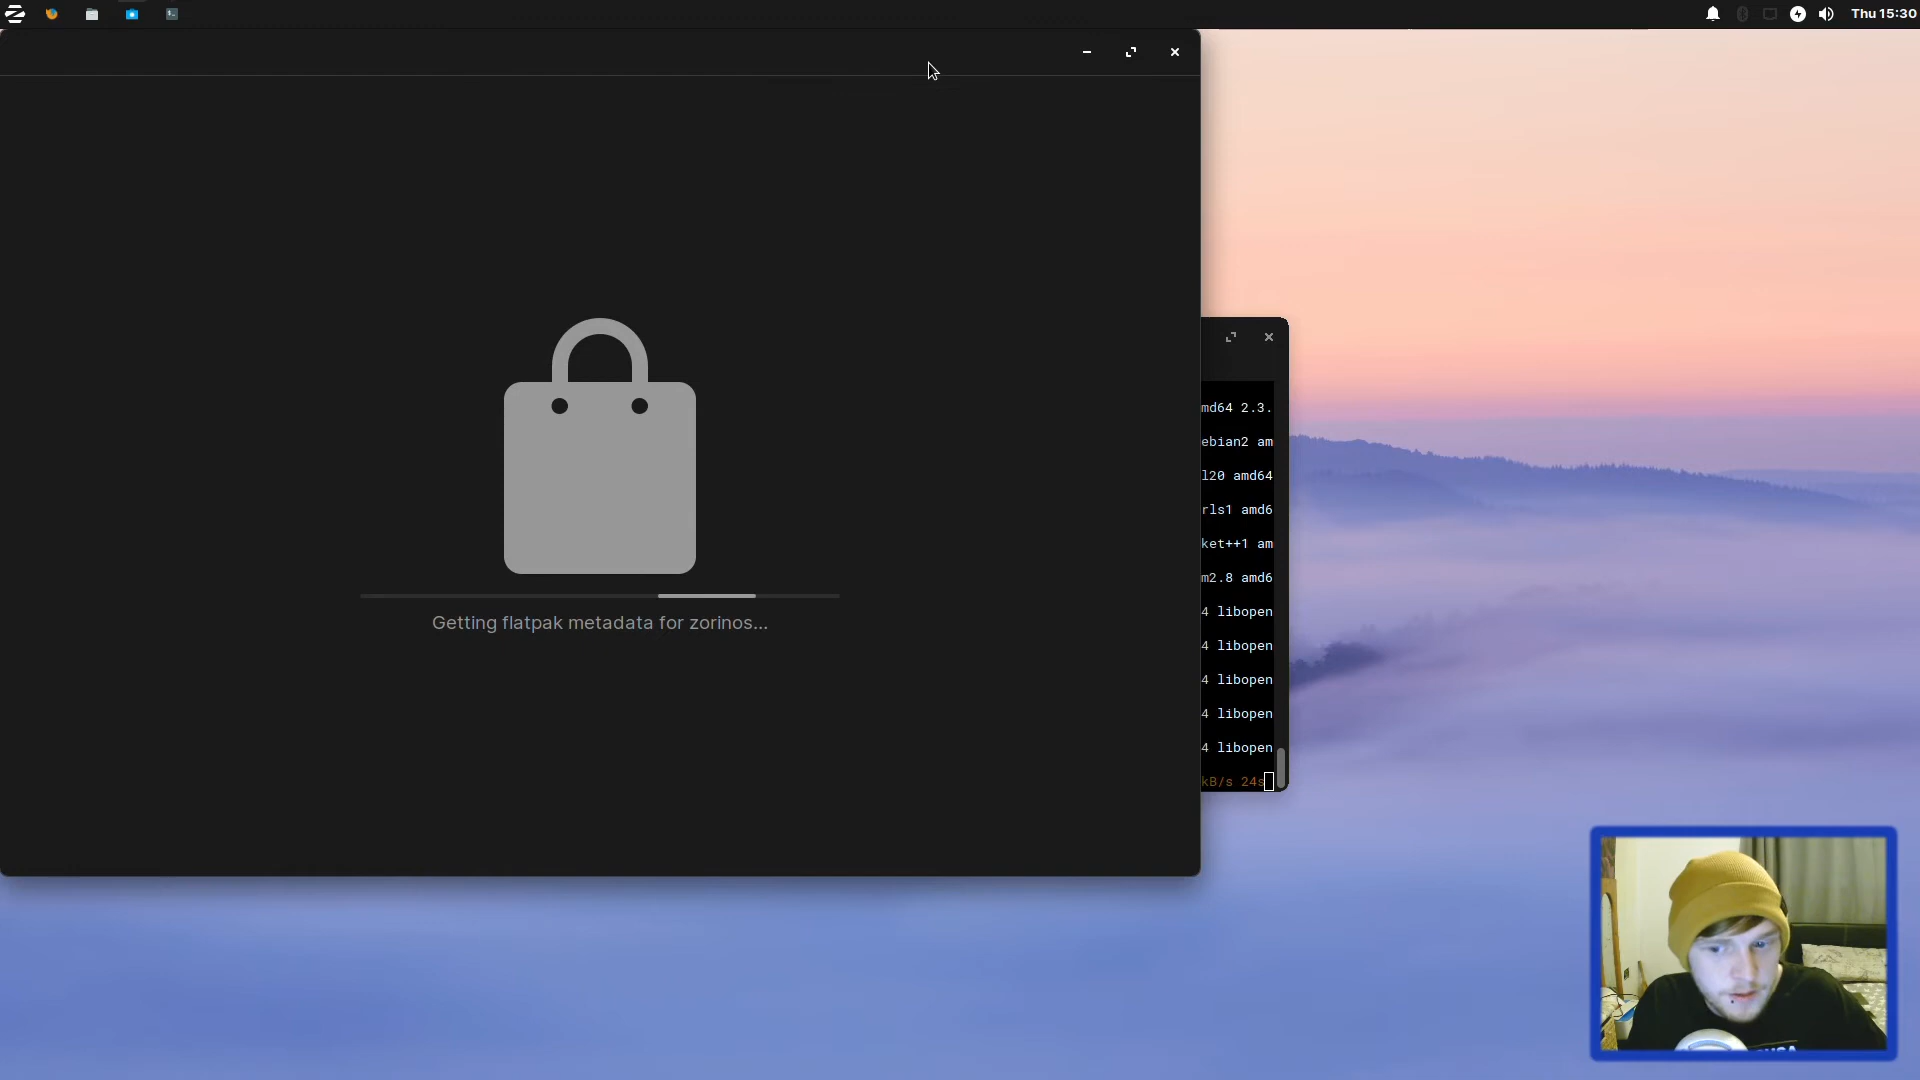 Thu 15:30
Getting flatpak metadata for zorinos...
md64 2.3.
ebian2 am
l20 amd64
rls1 amd6
ket++1 am
m2.8 amd6
4 libopen
4 libopen
4 libopen
4 libopen
4 libopen
kB/s 24s